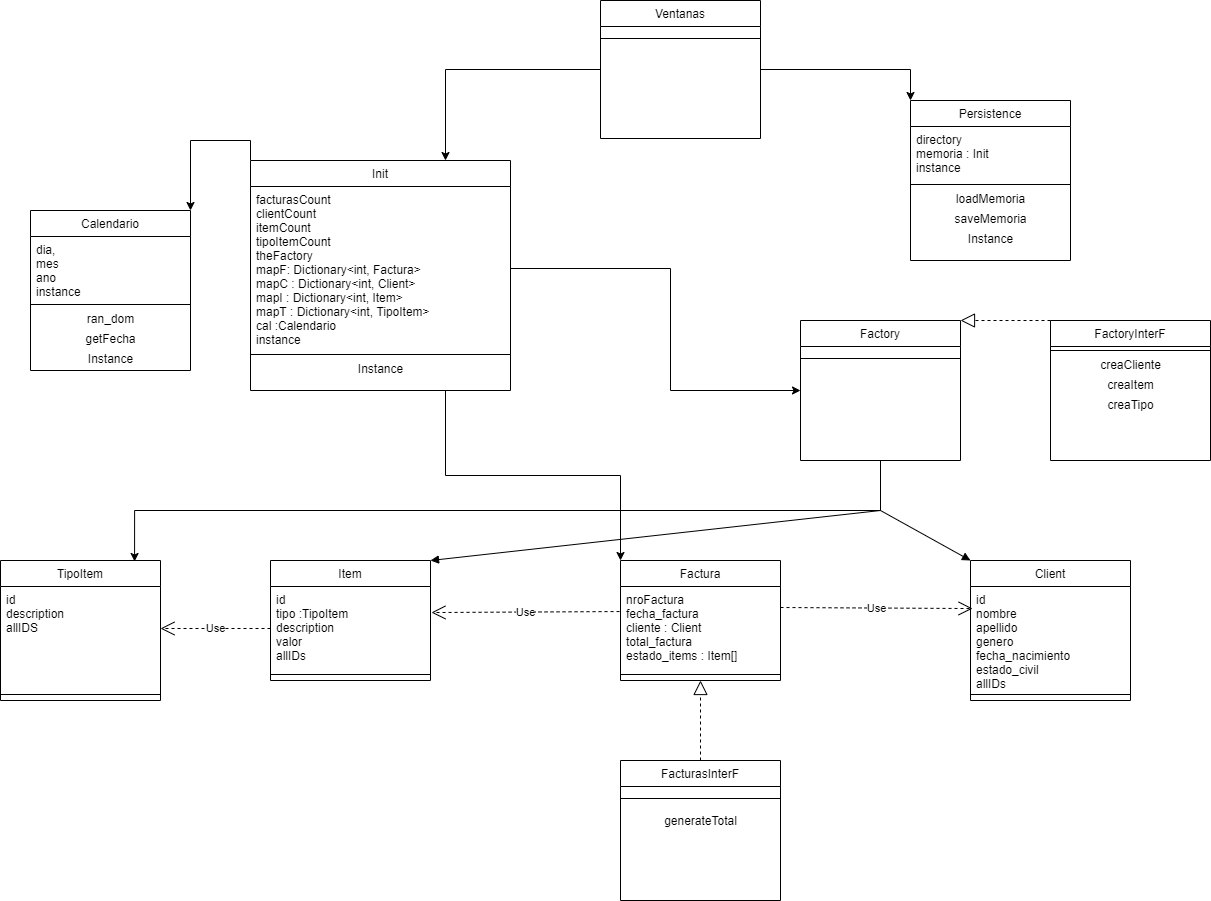 Ventanas
Persistence
directory
memoria : Init
instance
loadMemoria
saveMemoria
Instance
Init
facturasCount
clientCount
itemCount
tipoItemCount
theFactory
mapF: Dictionary<int, Factura>
mapC : Dictionary<int, Client>
mapI : Dictionary<int, Item>
mapT : Dictionary<int, TipoItem>
cal :Calendario
instance
Instance
Calendario
dia,
mes
ano
instance
ran_dom
getFecha
Instance
Factory
FactoryInterF
creaCliente
creaItem
creaTipo
TipoItem
id
description
allIDS
Use
Item
id
tipo :TipoItem
description
valor
allIDs
Use
Factura
nroFactura
fecha_factura
cliente : Client
total_factura
estado_items : Item[]
Use
Client
id
nombre
apellido
genero
fecha_nacimiento
estado_civil
allIDs
FacturasInterF
generateTotal